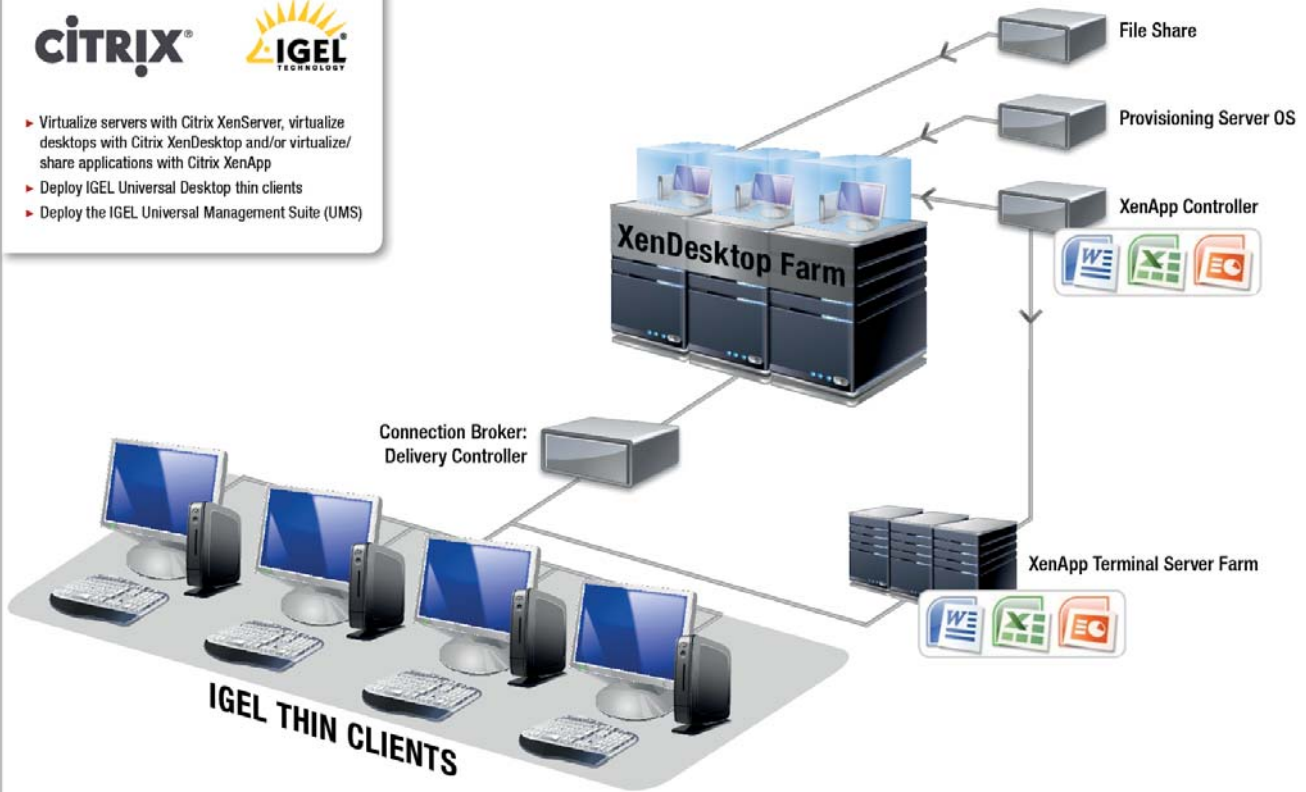 CİTRIX®
IGEL®
TECHNOLOGY
► Virtualize servers with Citrix XenServer, virtualize
desktops with Citrix XenDesktop and/or virtualize/
share applications with Citrix XenApp
► Deploy IGEL Universal Desktop thin clients
► Deploy the IGEL Universal Management Suite (UMS)
File Share
Provisioning Server OS
XenApp Controller
W
X
XenDesktop Farm
Connection Broker:
Delivery Controller
XenApp Terminal Server Farm
W
X
IGEL THIN CLIENTS